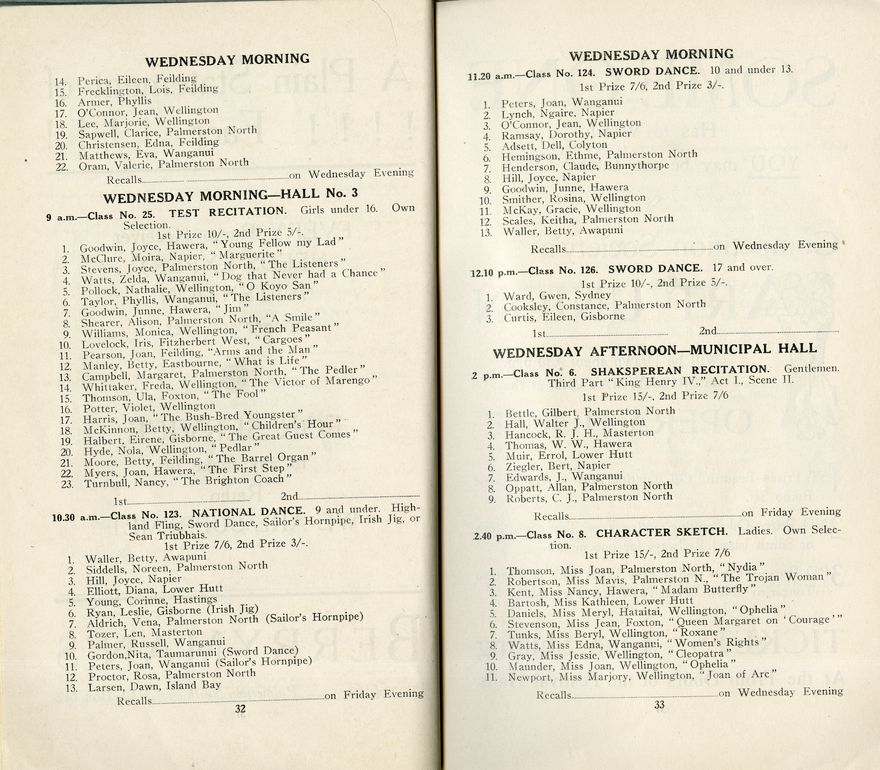 WEDNESDAY MORNING
14. Perica, Eileen, Feilding
15. Frecklington, Lois, Feilding
16. Armer, Phyllis
17. O'Connor, Jean, Wellington
18. Lee, Marjorie, Wellington
19. Sapwell, Clarice, Palmerston North
20. Christensen, Edna, Feilding
21. Matthews, Eva, Wanganui
22. Oram, Valerie, Palmerston North
Recalls on Wednesday Evening
WEDNESDAY MORNING—HALL No. 3
9 a.m.—Class No. 25. TEST RECITATION. Girls under 16. Own
Selection.
1st Prize 10/-, 2nd Prize 5/-.
1. Goodwin, Joyce, Hawera, "Young Fellow my Lad"
2. McClure, Moira, Napier, "Marguerite"
3. Stevens, Joyce, Palmerston North, "The Listeners"
4. Watts, Zelda, Wanganui, "Dog that Never had a Chance"
5. Pollock, Nathalie, Wellington, "O Koyo San"
6. Taylor, Phyllis, Wanganui, "The Listeners"
7. Goodwin, Junne, Hawera, "Jim"
8. Shearer, Alison, Palmerston North, "A Smile"
9. Williams, Monica, Wellington, "French Peasant"
10. Lovelock, Iris, Fitzherbert West, "Cargoes"
11. Pearson, Joan, Feilding, "Arms and the Man"
12. Manley, Betty, Eastbourne, "What is Life"
13. Campbell, Margaret, Palmerston North, "The Pedler"
14. Whittaker, Freda, Wellington, "The Victor of Marengo"
15. Thomson, Ula, Foxton, "The Fool"
16. Potter, Violet, Wellington
17. Harris, Joan, "The Bush-Bred Youngster"
18. McKinnon, Betty, Wellington, "Children's Hour"
19. Halbert, Eirene, Gisborne, "The Great Guest Comes"
20. Hyde, Nola, Wellington, "Pedlar"
21. Moore, Betty, Feilding, "The Barrel Organ"
22. Myers, Joan, Hawera, "The First Step"
23. Turnbull, Nancy, "The Brighton Coach"
1st 2nd
10.30 a.m.—Class No. 123. NATIONAL DANCE. 9 and under. High-
land Fling, Sword Dance, Sailor's Hornpipe, Irish Jig, or
Sean Triubhais.
1st Prize 7/6, 2nd Prize 3/-.
1. Waller, Betty, Awapuni
2. Siddells, Noreen, Palmerston North
3. Hill, Joyce, Napier
4. Elliott, Diana, Lower Hutt
5. Young, Corinne, Hastings
6. Ryan, Leslie, Gisborne (Irish Jig)
7. Aldrich, Vena, Palmerston North (Sailor's Hornpipe)
8. Tozer, Len, Masterton
9. Palmer, Russell, Wanganui
10. Gordon,Nita, Taumarunui (Sword Dance)
11. Peters, Joan, Wanganui (Sailor's Hornpipe)
12. Proctor, Rosa, Palmerston North
13. Larsen, Dawn, Island Bay
Recalls on Friday Evening
32
WEDNESDAY MORNING
11.20 a.m.—Class No. 124. SWORD DANCE. 10 and under 13.
1st Prize 7/6, 2nd Prize 3/-.
1. Peters, Joan, Wanganui
2. Lynch, Ngaire, Napier
3. O'Connor, Jean, Wellington
4. Ramsay, Dorothy, Napier
5. Adsett, Dell, Colyton
6. Hemingson, Ethme, Palmerston North
7. Henderson, Claude, Bunnythorpe
8. Hill, Joyce, Napier
9. Goodwin, Junne, Hawera
10. Smither, Rosina, Wellington
11. McKay, Gracie, Wellington
12. Scales, Keitha, Palmerston North
13. Waller, Betty, Awapuni
Recalls on Wednesday Evening
12.10 p.m.—Class No. 126. SWORD DANCE. 17 and over.
1st Prize 10/-, 2nd Prize 5/-.
1. Ward, Gwen, Sydney
2. Cooksley, Constance, Palmerston North
3. Curtis, Eileen, Gisborne
1st 2nd
WEDNESDAY AFTERNOON—MUNICIPAL HALL
2 p.m.—Class No. 6. SHAKSPEREAN RECITATION. Gentlemen.
Third Part "King Henry IV.," Act I., Scene II.
1st Prize 15/-, 2nd Prize 7/6
1. Bettle, Gilbert, Palmerston North
2. Hall, Walter J., Wellington
3. Hancock, R. J. H., Masterton
4. Thomas, W. W., Hawera
5. Muir, Errol, Lower Hutt
6. Ziegler, Bert, Napier
7. Edwards, J., Wanganui
8. Oppatt, Allan, Palmerston North
9. Roberts, C. J., Palmerston North
Recalls on Friday Evening
2.40 p.m.—Class No. 8. CHARACTER SKETCH. Ladies. Own Selec-
tion.
1st Prize 15/-, 2nd Prize 7/6
1. Thomson, Miss Joan, Palmerston North, "Nydia"
2. Robertson, Miss Mavis, Palmerston N., "The Trojan Woman"
3. Kent, Miss Nancy, Hawera, "Madam Butterfly"
4. Bartosh, Miss Kathleen, Lower Hutt
5. Daniels, Miss Meryl, Hataitai, Wellington, "Ophelia"
6. Stevenson, Miss Jean, Foxton, "Queen Margaret on 'Courage'"
7. Tunks, Miss Beryl, Wellington, "Roxane"
8. Watts, Miss Edna, Wanganui, "Women's Rights"
9. Gray, Miss Jessie, Wellington, "Cleopatra"
10. Maunder, Miss Joan, Wellington, "Ophelia"
11. Newport, Miss Marjory, Wellington, "Joan of Arc"
Recalls on Wednesday Evening
33